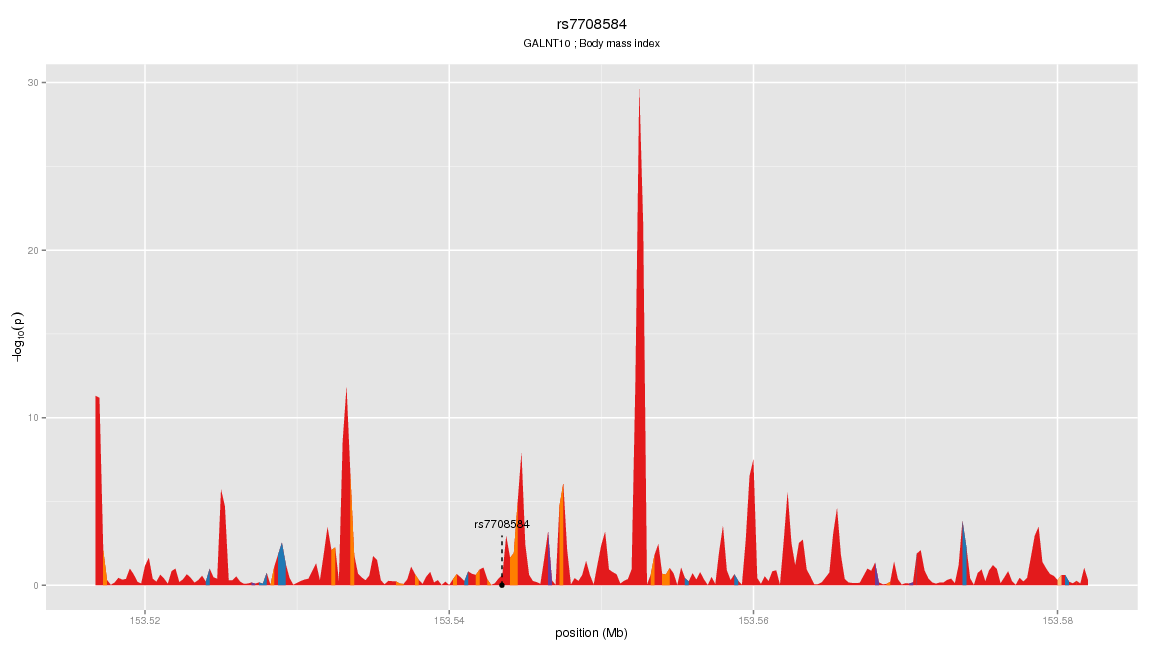 rs7708584
GALNT10 ; Body mass index
30
20
10
0
−log10(p)
rs7708584
153.52
153.54
153.56
153.58
position (Mb)